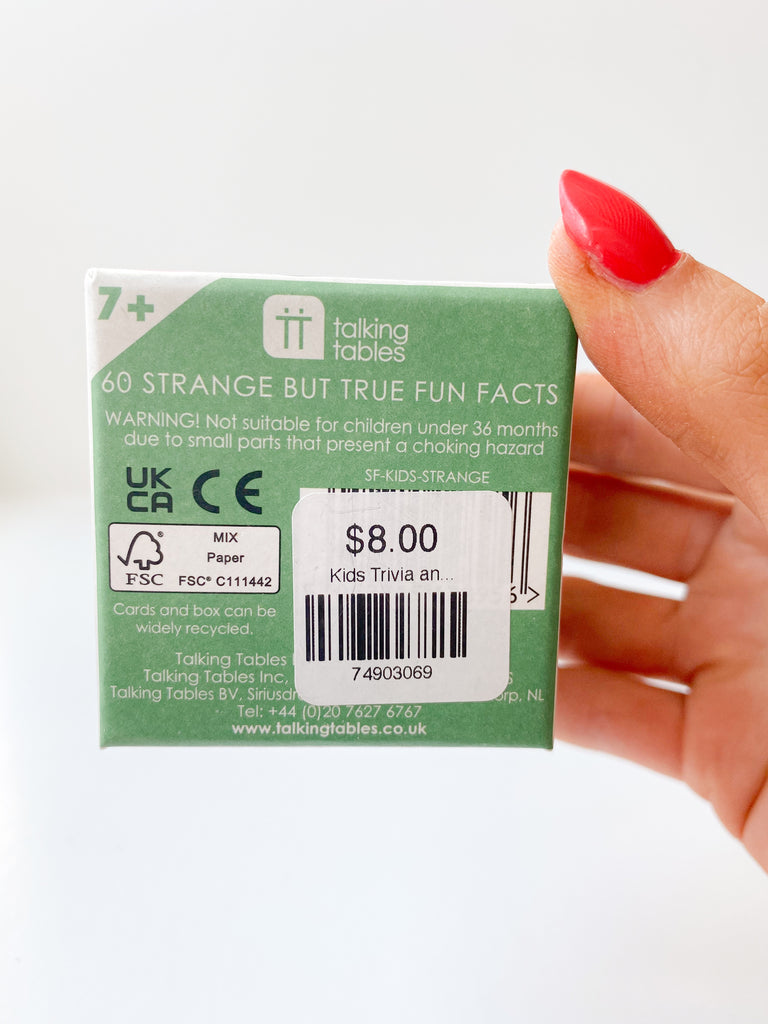 7+
talking
tables
60 STRANGE BUT TRUE FUN FACTS
WARNING! Not suitable for children under 36 months
due to small parts that present a choking hazard
SF-KIDS-STRANGE
UK
CA CE
MIX
Paper
FSC
FSC® C111442
$8.00
Kids Trivia an...
74903069
>
Cards and box can be
widely recycled.
Talking Tables
Talking Tables Inc,
Talking Tables BV, NL
Tel: +44 (0)20 7627 6767
www.talkingtables.co.uk